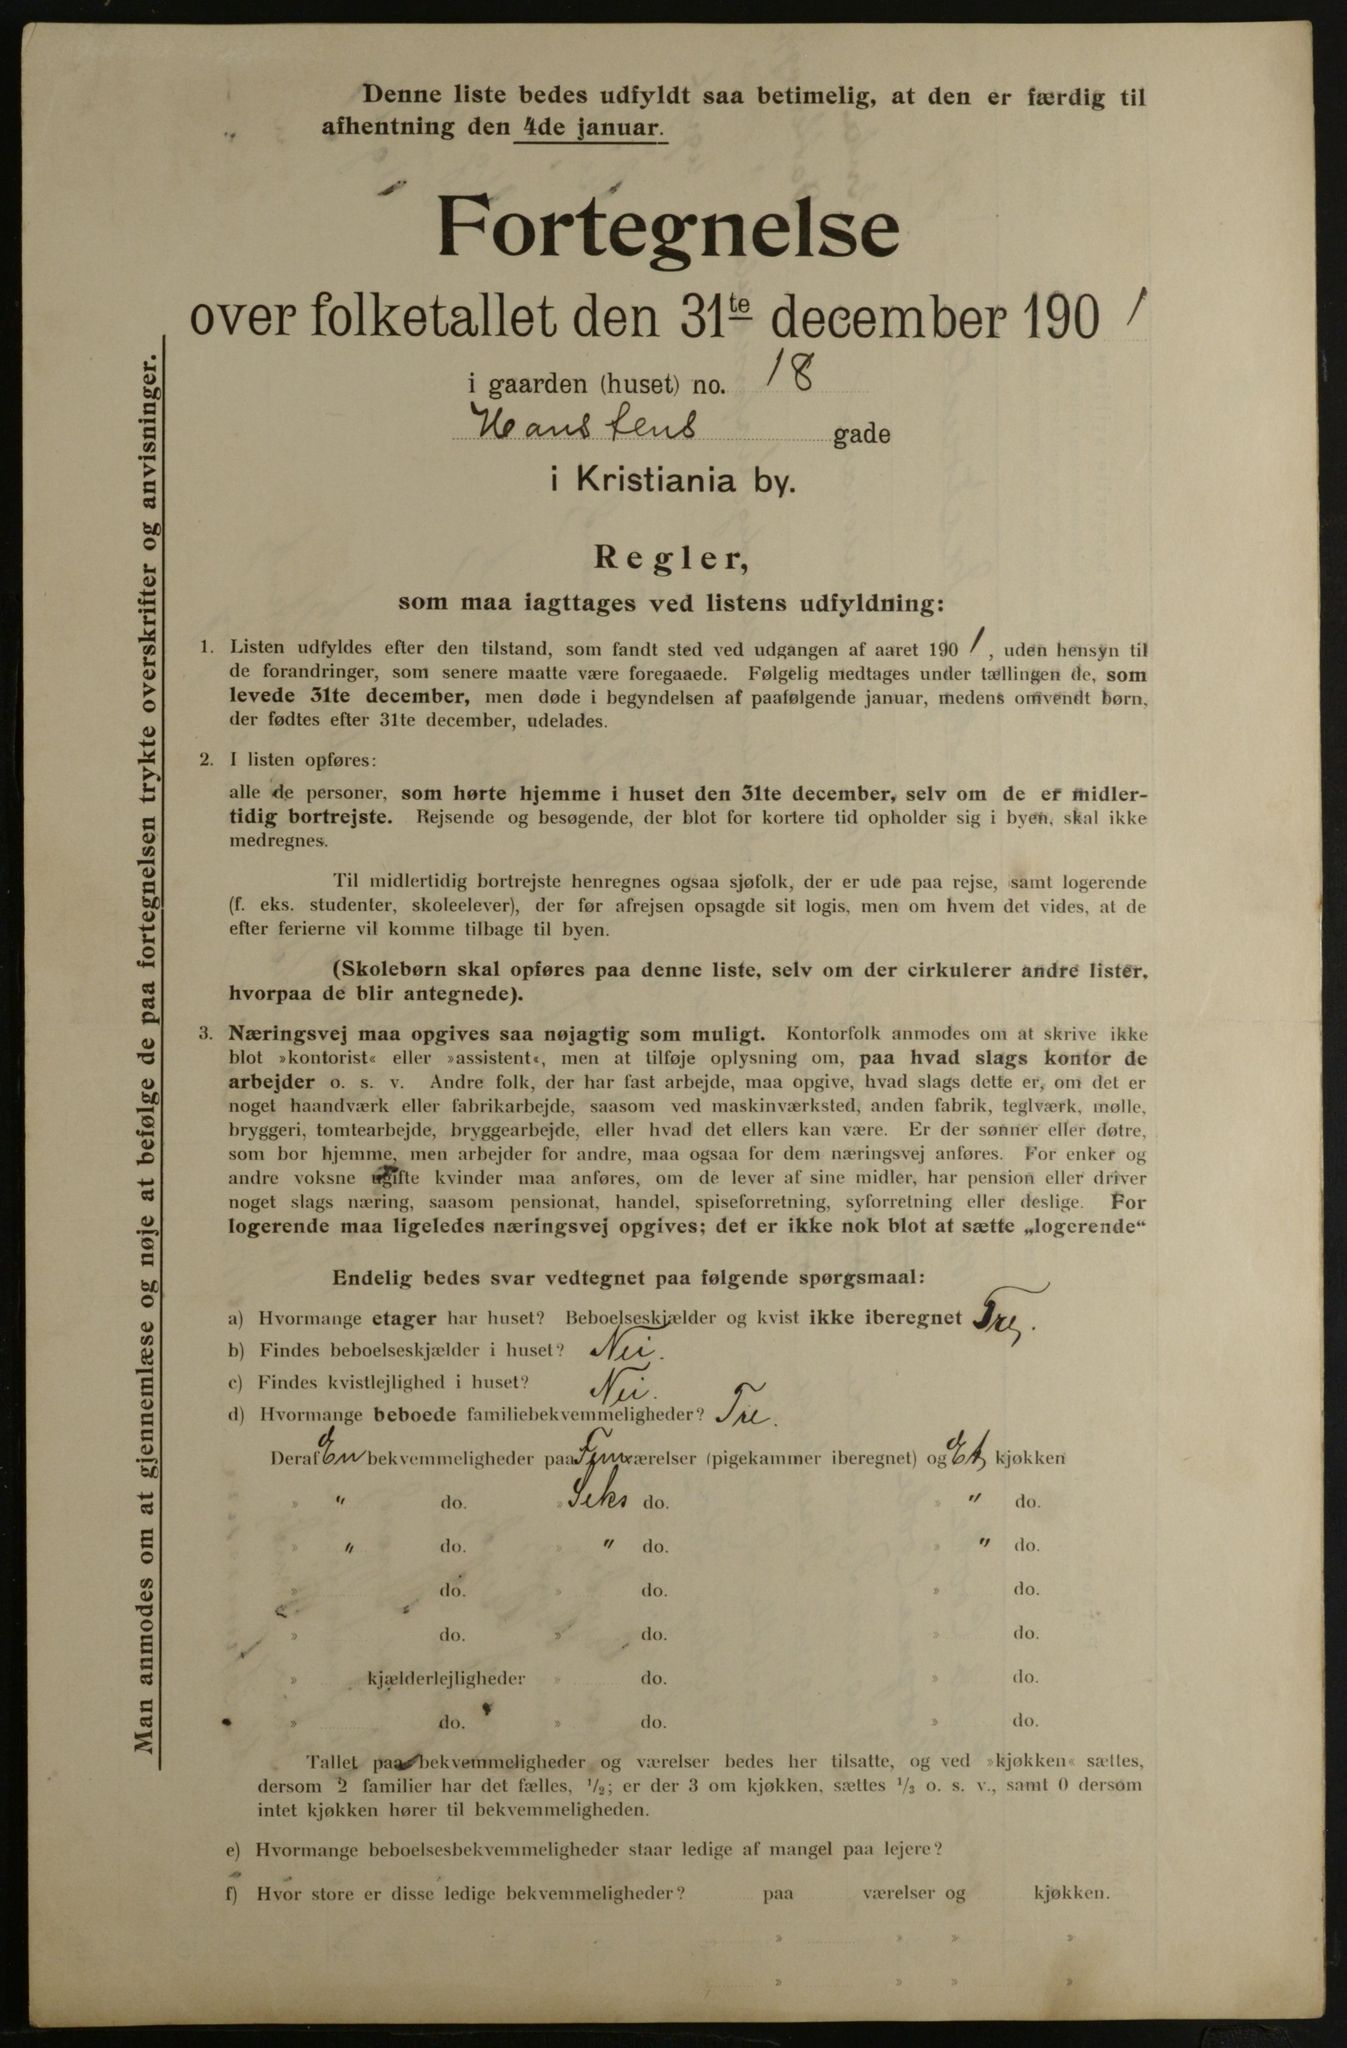 Denne liste bedes udfyldt saa betimelig, at den er færdig til
afhentning den 4de januar.
Fortegnelse
over folketallet den 31te december 1901
i gaarden (huset) no. 18
Hansteens gade
i Kristiania by.
Regler,
som maa iagttages ved listens udfyldning:
1. Listen udfyldes efter den tilstand, som fandt sted ved udgangen af aaret 1901, uden hensyn til
de forandringer, som senere maatte være foregaaede. Følgelig medtages under tællingen de, som
levede 31te december, men døde i begyndelsen af paafølgende januar, medens omvendt børn,
der fødtes efter 31te december, udelades.
2. I listen opføres:
alle de personer, som hørte hjemme i huset den 31te december, selv om de er midler-
tidig bortrejste. Rejsende og besøgende, der blot for kortere tid opholder sig i byen, skal ikke
medregnes.
Til midlertidig bortrejste henregnes ogsaa sjøfolk, der er ude paa rejse, samt logerende
(f. eks. studenter, skoleelever), der før afrejsen opsagde sit logis, men om hvem det vides, at de
efter ferierne vil komme tilbage til byen.
(Skolebørn skal opføres paa denne liste, selv om der cirkulerer andre lister,
hvorpaa de blir antegnede).
3. Næringsvej maa opgives saa nøjagtig som muligt. Kontorfolk anmodes om at skrive ikke
blot »kontorist« eller »assistent«, men at tilføje oplysning om, paa hvad slags kontor de
arbejder o. s. v. Andre folk, der har fast arbejde, maa opgive, hvad slags dette er, om det er
noget haandværk eller fabrikarbejde, saasom ved maskinværksted, anden fabrik, teglværk, mølle,
bryggeri, tomtearbejde, bryggearbejde, eller hvad det ellers kan være. Er der sønner eller døtre,
som bor hjemme, men arbejder for andre, maa ogsaa for dem næringsvej anføres. For enker og
andre voksne ugifte kvinder maa anføres, om de lever af sine midler, har pension eller driver
noget slags næring, saasom pensionat, handel, spiseforretning, syforretning eller deslige. For
logerende maa ligeledes næringsvej opgives; det er ikke nok blot at sætte „logerende“
Endelig bedes svar vedtegnet paa følgende spørgsmaal:
a) Hvormange etager har huset? Beboelseskjælder og kvist ikke iberegnet Tre.
b) Findes beboelseskjælder i huset? Nei.
c) Findes kvistlejlighed i huset? Nei.
d) Hvormange beboede familiebekvemmeligheder? Tre.
Deraf En bekvemmeligheder paa Fem værelser (pigekammer iberegnet) og Et kjøkken
» " do. » Seks do. » " do.
» " do. » " do. » " do.
» do. » do. » do.
» do. » do. » do.
» kjælderlejligheder » do. » do.
» do. » do. » do.
Tallet paa bekvemmeligheder og værelser bedes her tilsatte, og ved »kjøkken« sættes,
dersom 2 familier har det fælles, 1/2; er der 3 om kjøkken, sættes 1/3 o. s. v., samt 0 dersom
intet kjøkken hører til bekvemmeligheden.
e) Hvormange beboelsesbekvemmeligheder staar ledige af mangel paa lejere?
f) Hvor store er disse ledige bekvemmeligheder? paa værelser og kjøkken.
» » » »
» » » »
Man anmodes om at gjennemlæse og nøje at befølge de paa fortegnelsen trykte overskrifter og anvisninger.